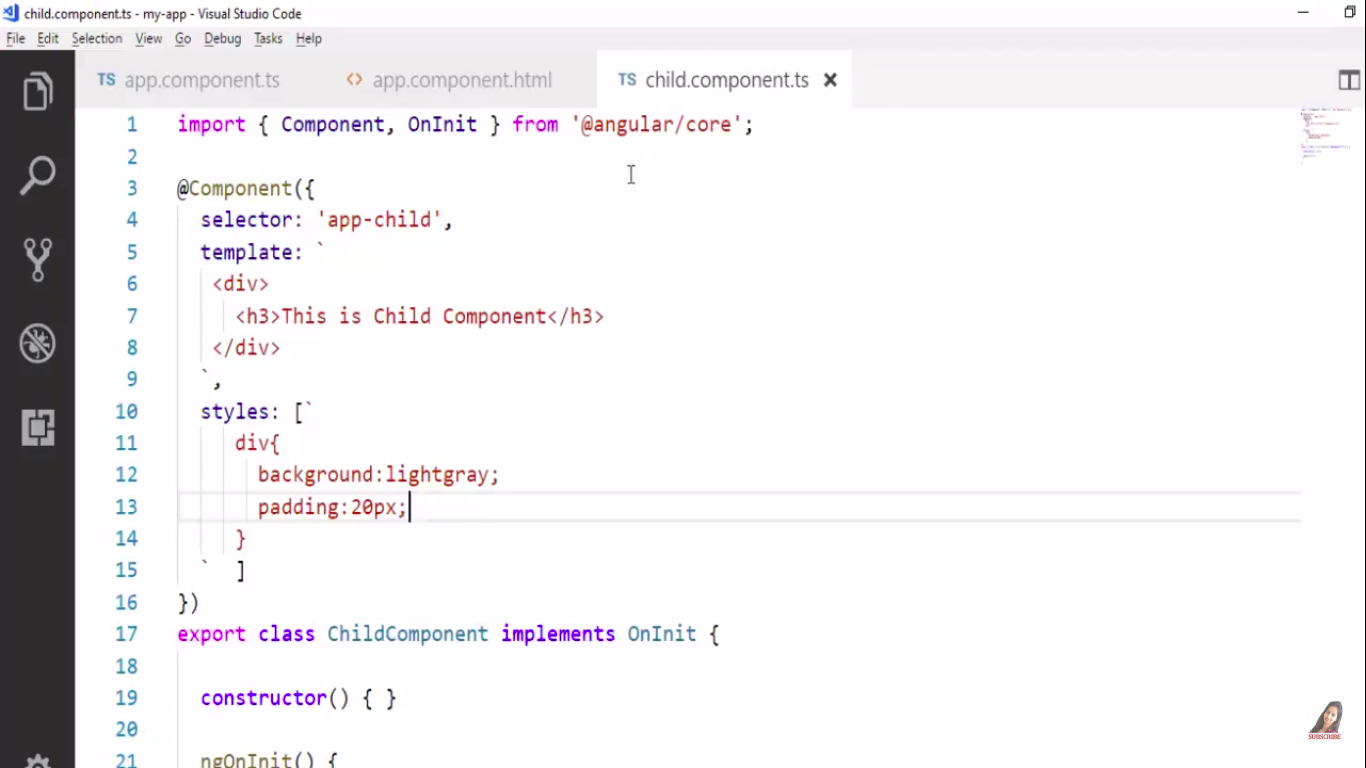 child.component.ts - my-app - Visual Studio Code
File Edit Selection View Go Debug Tasks Help
TS app.component.ts <> app.component.html TS child.component.ts ×
1 import { Component, OnInit } from '@angular/core';
2
3 @Component({
4 selector: 'app-child',
5 template: `
6 <div>
7 <h3>This is Child Component</h3>
8 </div>
9 `,
10 styles: [`
11 div{
12 background:lightgray;
13 padding:20px;
14 }
15 ` ]
16 })
17 export class ChildComponent implements OnInit {
18
19 constructor() { }
20
21 ngOnInit() {
SUBSCRIBE